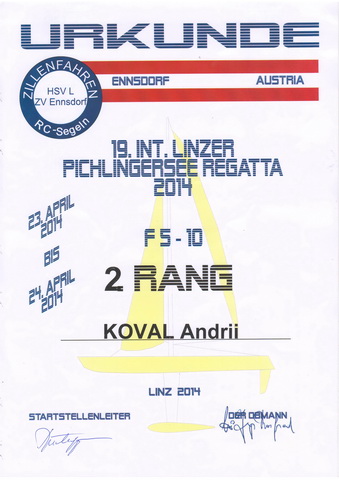 URKUNDE
ZILLENFAHREN
HSV L
ZV Ennsdorf
RC-Segeln
ENNSDORF AUSTRIA
19. INT. LINZER
PICHLINGERSEE REGATTA
2014
23. APRIL
2014
BIS
24. APRIL
2014
F 5 - 10
2 RANG
KOVAL Andrii
LINZ 2014
STARTSTELLENLEITER
DER OBMANN